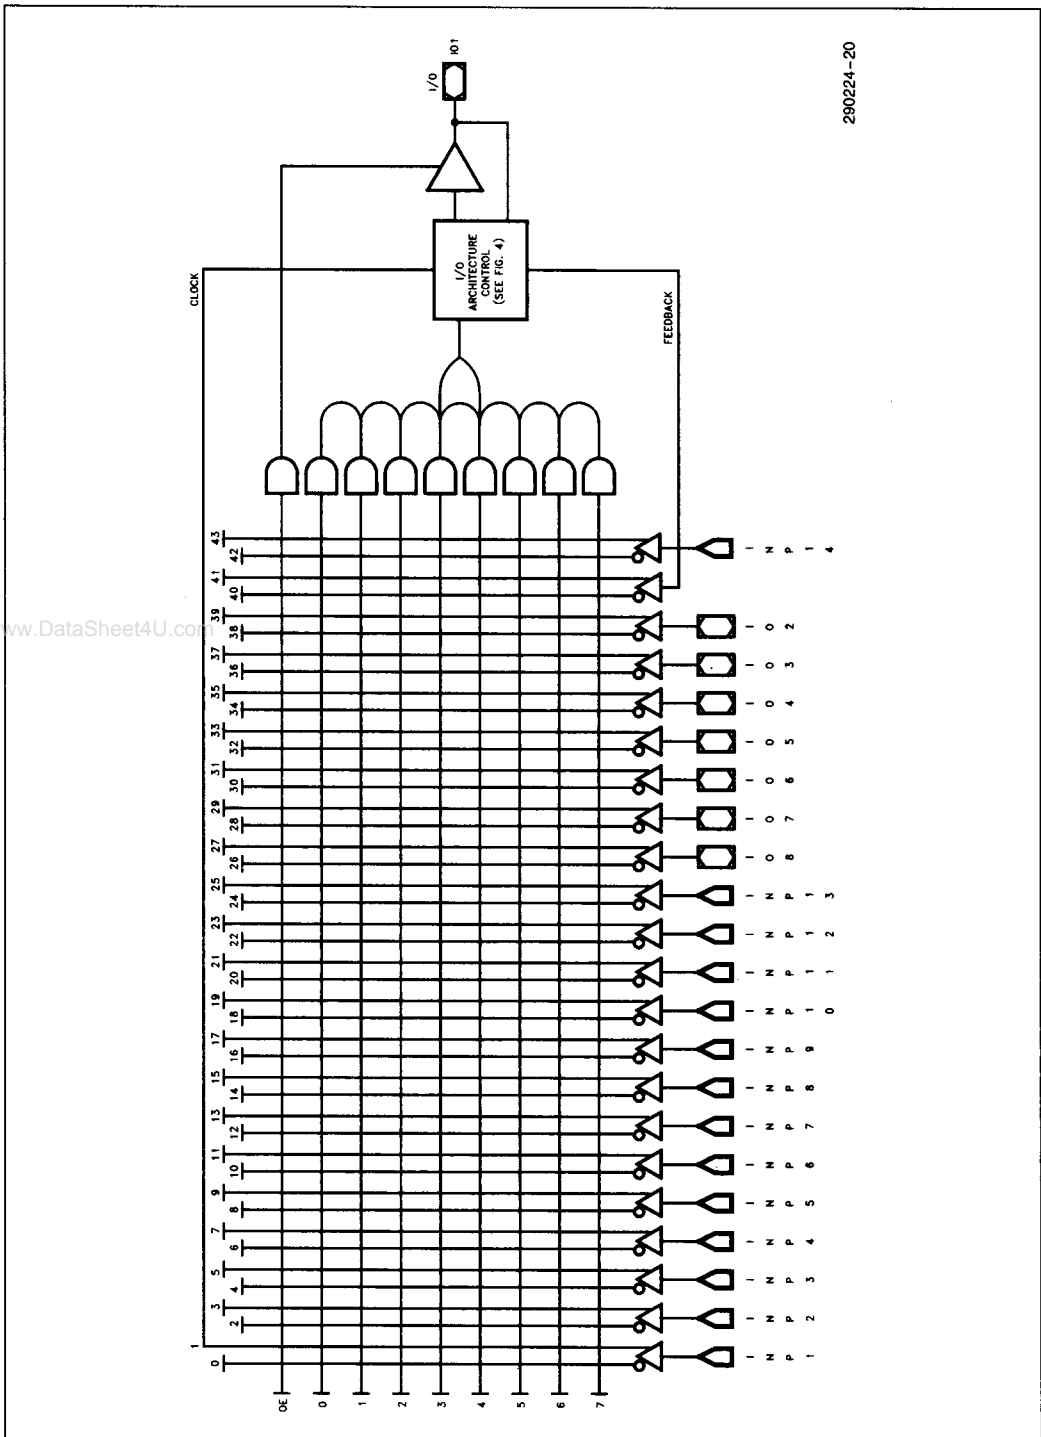 290224-20
I/O
IO1
CLOCK
I/O
ARCHITECTURE
CONTROL
(SEE FIG. 4)
FEEDBACK
43
42
41
40
39
38
37
36
35
34
33
32
31
30
29
28
27
26
25
24
23
22
21
20
19
18
17
16
15
14
13
12
11
10
9
8
7
6
5
4
3
2
1
0
INP14
IO2
IO3
IO4
IO5
IO6
IO7
IO8
INP13
INP12
INP11
INP10
INP9
INP8
INP7
INP6
INP5
INP4
INP3
INP2
INP1
OE
0
1
2
3
4
5
6
7
ww.DataSheet4U.com